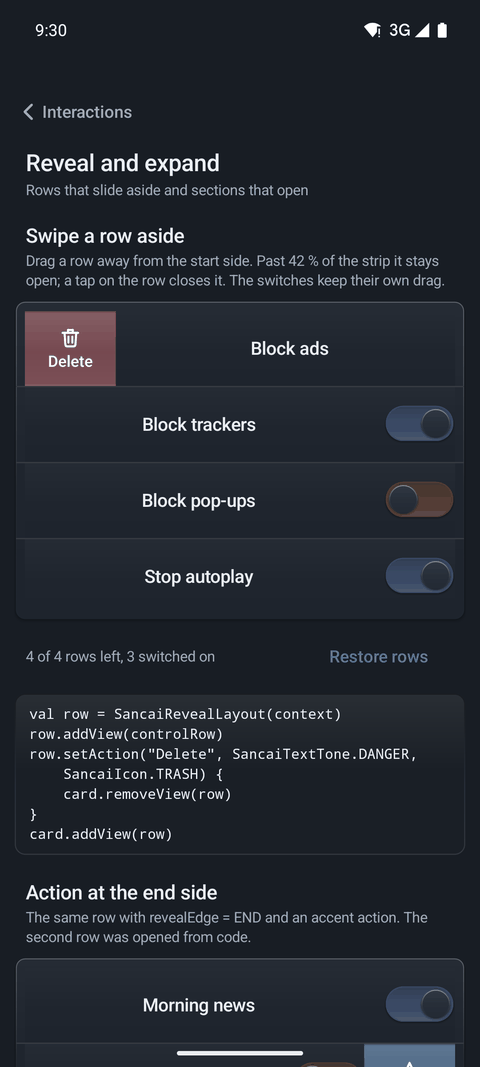 9:30
3G
Interactions
Reveal and expand
Rows that slide aside and sections that open
Swipe a row aside
Drag a row away from the start side. Past 42 % of the strip it stays
open; a tap on the row closes it. The switches keep their own drag.
Delete
Block ads
Block trackers
Block pop-ups
Stop autoplay
4 of 4 rows left, 3 switched on
Restore rows
val row = SancaiRevealLayout(context)
row.addView(controlRow)
row.setAction("Delete", SancaiTextTone.DANGER,
    SancaiIcon.TRASH) {
    card.removeView(row)
}
card.addView(row)
Action at the end side
The same row with revealEdge = END and an accent action. The
second row was opened from code.
Morning news